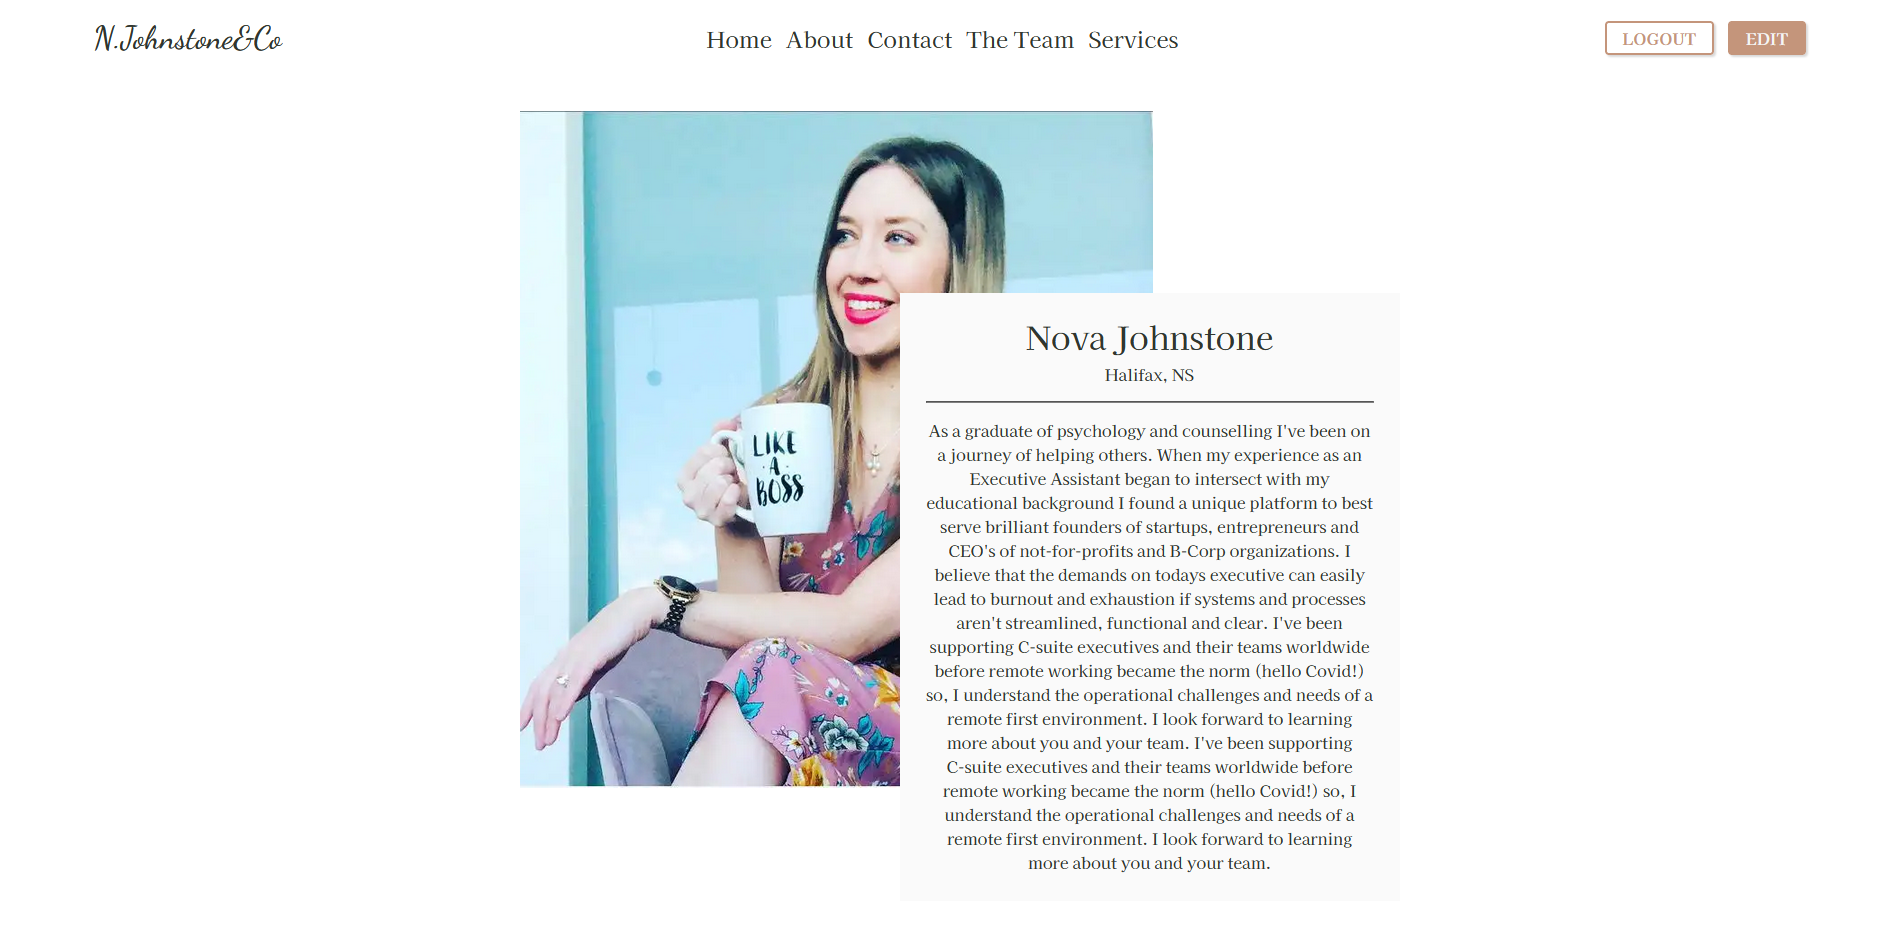 N.Johnstone&Co
Home About Contact The Team Services
LOGOUT EDIT
LIKE
·A·
BOSS
Nova Johnstone
Halifax, NS
As a graduate of psychology and counselling I've been on
a journey of helping others. When my experience as an
Executive Assistant began to intersect with my
educational background I found a unique platform to best
serve brilliant founders of startups, entrepreneurs and
CEO's of not-for-profits and B-Corp organizations. I
believe that the demands on todays executive can easily
lead to burnout and exhaustion if systems and processes
aren't streamlined, functional and clear. I've been
supporting C-suite executives and their teams worldwide
before remote working became the norm (hello Covid!)
so, I understand the operational challenges and needs of a
remote first environment. I look forward to learning
more about you and your team. I've been supporting
C-suite executives and their teams worldwide before
remote working became the norm (hello Covid!) so, I
understand the operational challenges and needs of a
remote first environment. I look forward to learning
more about you and your team.